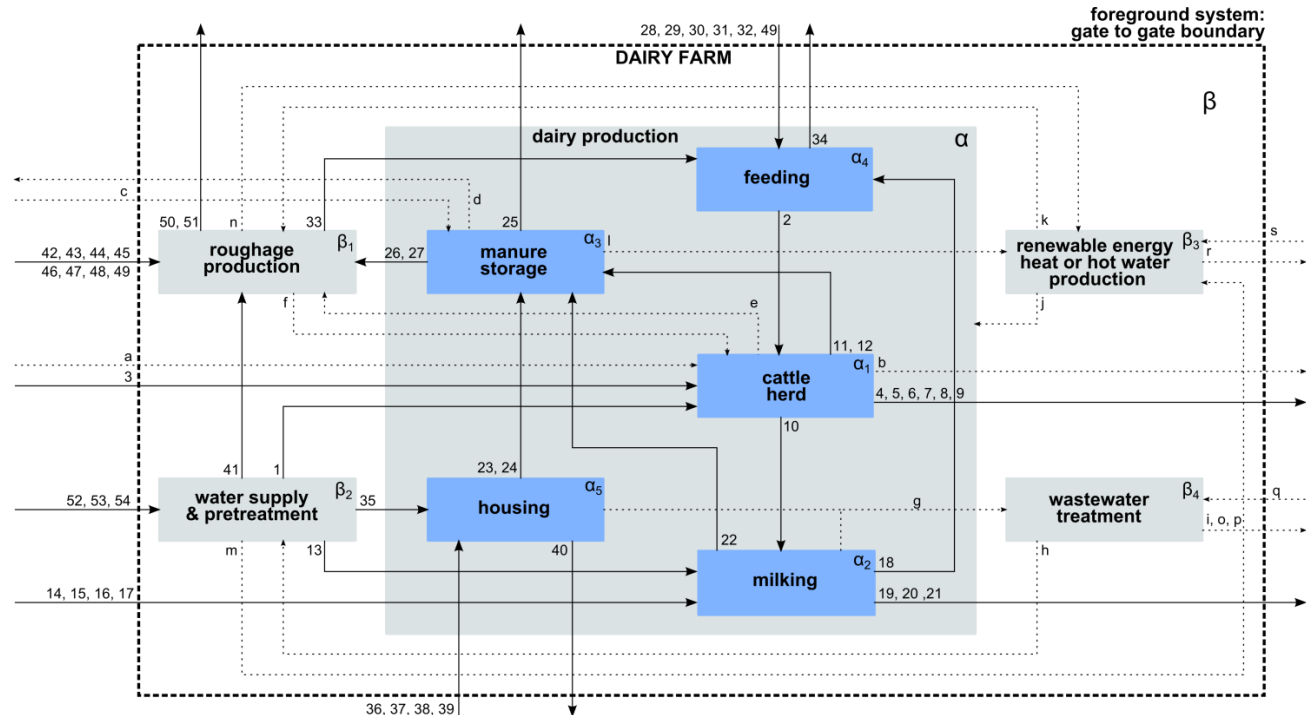 foreground system:
gate to gate boundary
28, 29, 30, 31, 32, 49
DAIRY FARM
β
dairy production
α
34
α4
feeding
c
d
2
k
50, 51
n
33
25
β1
roughage
production
42, 43, 44, 45
46, 47, 48, 49
26, 27
α3
manure
storage
l
β3
renewable energy
heat or hot water
production
s
r
f
e
j
a
3
11, 12
α1
cattle
herd
b
4, 5, 6, 7, 8, 9
10
41
1
23, 24
52, 53, 54
β2
water supply
& pretreatment
35
α5
housing
g
β4
wastewater
treatment
q
i, o, p
m
13
40
22
h
α2
milking
18
14, 15, 16, 17
19, 20 ,21
36, 37, 38, 39